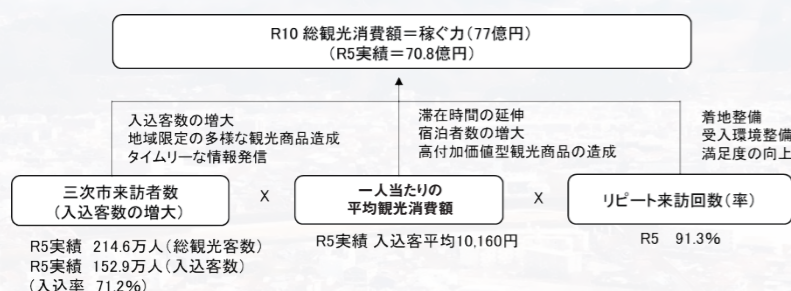 R10 総観光消費額＝稼ぐ力（77億円）
（R5実績＝70.8億円）
入込客数の増大
地域限定の多様な観光商品造成
タイムリーな情報発信
滞在時間の延伸
宿泊者数の増大
高付加価値型観光商品の造成
着地整備
受入環境整備
満足度の向上
三次市来訪者数
（入込客数の増大）
X
一人当たりの
平均観光消費額
X
リピート来訪回数（率）
R5実績 214.6万人（総観光客数）
R5実績 152.9万人（入込客数）
（入込率 71.2%）
R5実績 入込客平均10,160円
R5 91.3%